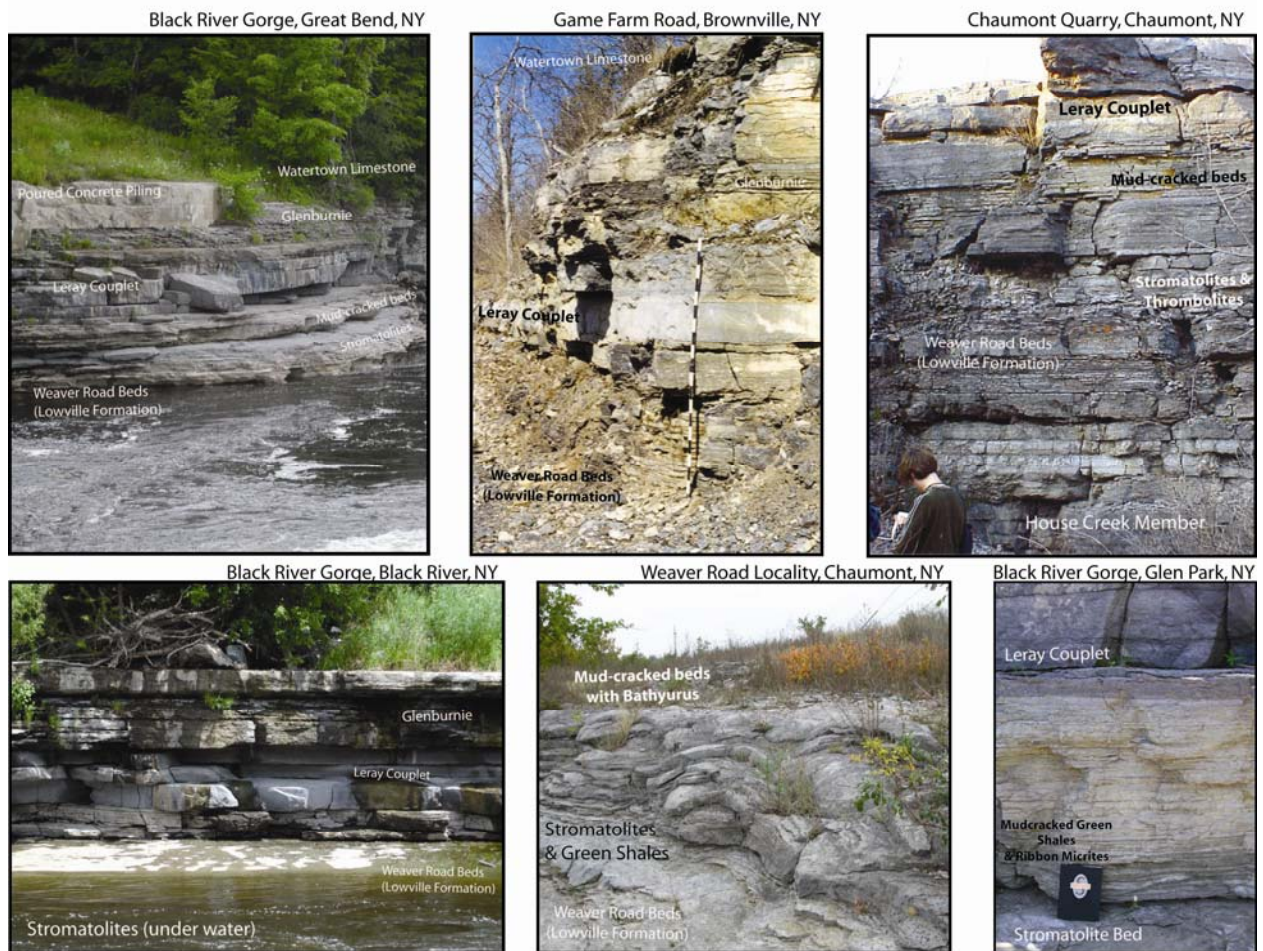 Black River Gorge, Great Bend, NY
Watertown Limestone
Poured Concrete Piling
Glenburnie
Leray Couplet
Mud-cracked beds
Stromatolites
Weaver Road Beds
(Lowville Formation)
Game Farm Road, Brownville, NY
Watertown Limestone
Glenburnie
Leray Couplet
Weaver Road Beds
(Lowville Formation)
Chaumont Quarry, Chaumont, NY
Leray Couplet
Mud-cracked beds
Stromatolites &
Thrombolites
Weaver Road Beds
(Lowville Formation)
House Creek Member
Black River Gorge, Black River, NY
Glenburnie
Leray Couplet
Weaver Road Beds
(Lowville Formation)
Stromatolites (under water)
Weaver Road Locality, Chaumont, NY
Mud-cracked beds
with Bathyurus
Stromatolites
& Green Shales
Weaver Road Beds
(Lowville Formation)
Black River Gorge, Glen Park, NY
Leray Couplet
Mudcracked Green
Shales
& Ribbon Micrites
Stromatolite Bed